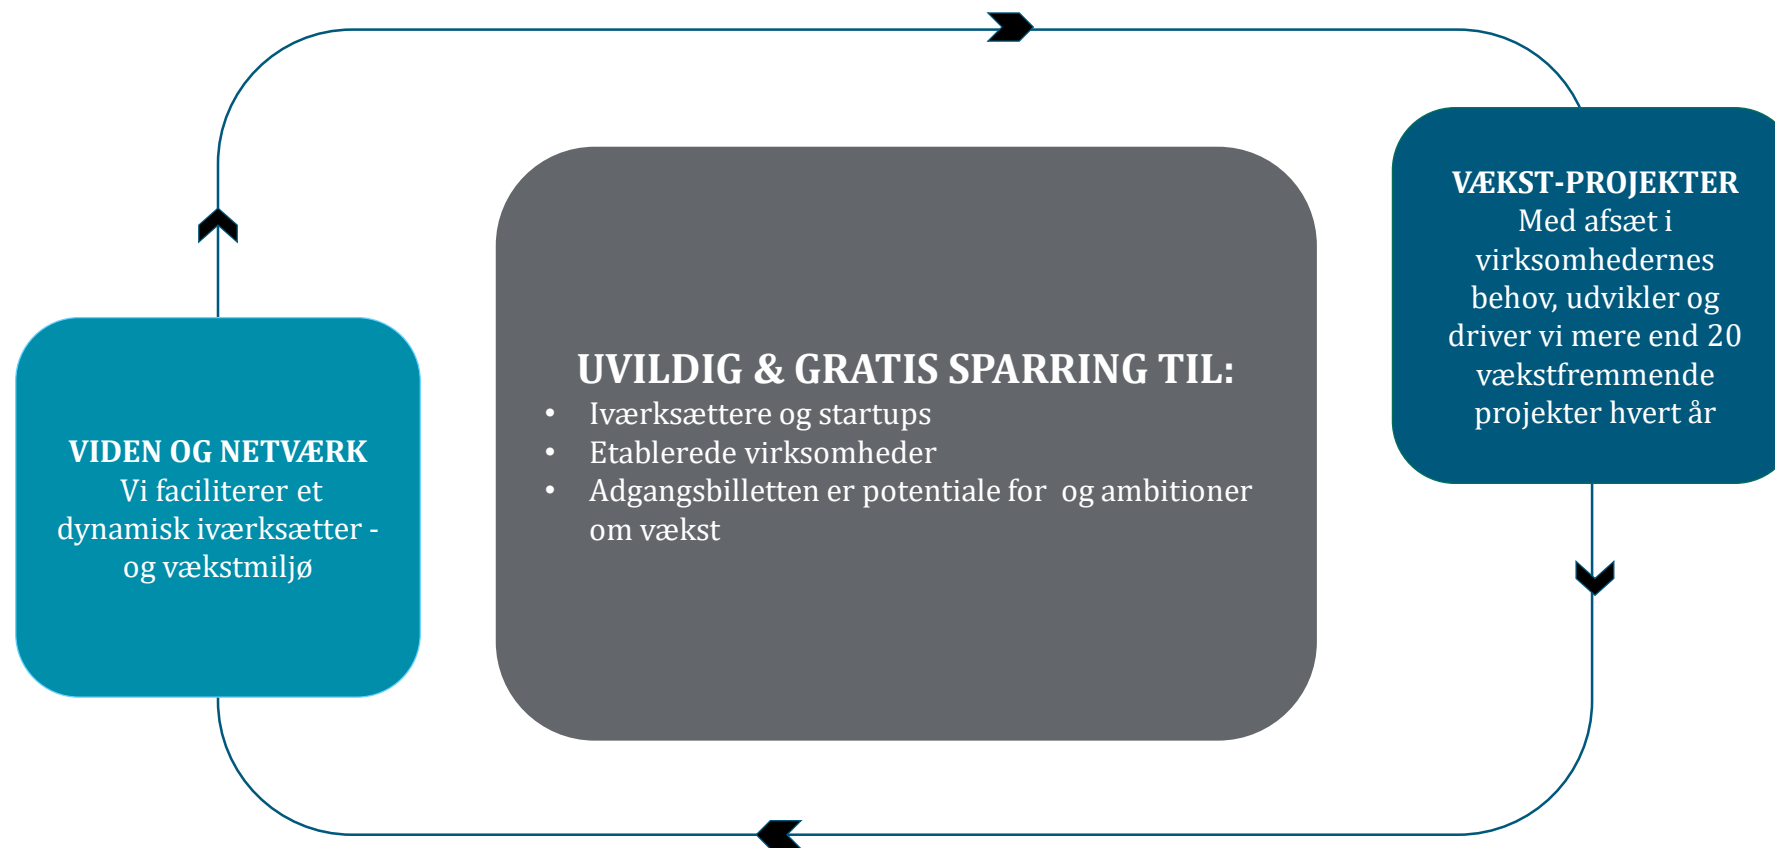 VIDEN OG NETVÆRK
Vi faciliterer et
dynamisk iværksætter -
og vækstmiljø
UVILDIG & GRATIS SPARRING TIL:
• Iværksættere og startups
• Etablerede virksomheder
• Adgangsbilletten er potentiale for  og ambitioner
om vækst
VÆKST-PROJEKTER
Med afsæt i
virksomhedernes
behov, udvikler og
driver vi mere end 20
vækstfremmende
projekter hvert år